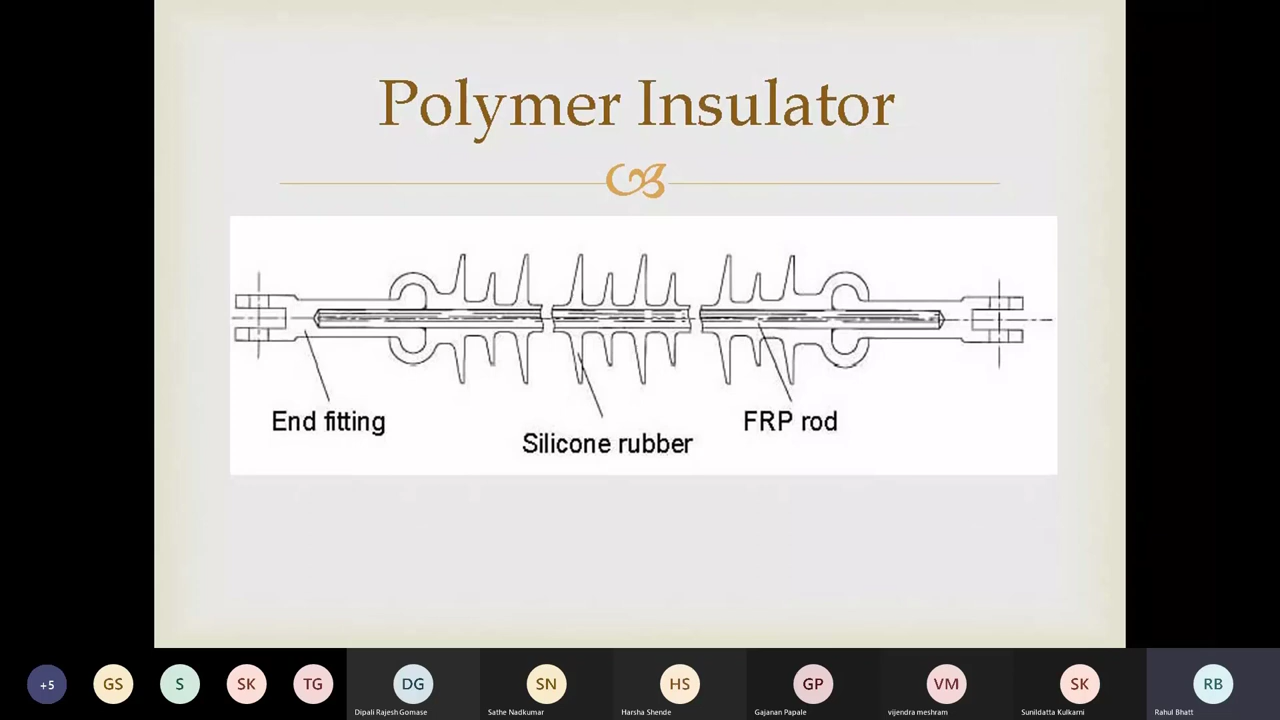 Polymer Insulator
End fitting
Silicone rubber
FRP rod
+5
GS
S
SK
TG
DG
SN
HS
GP
VM
SK
RB
Dipali Rajesh Gomase
Sathe Nadkumar
Harsha Shende
Gajanan Papale
vijendra meshram
Sunildatta Kulkarni
Rahul Bhatt